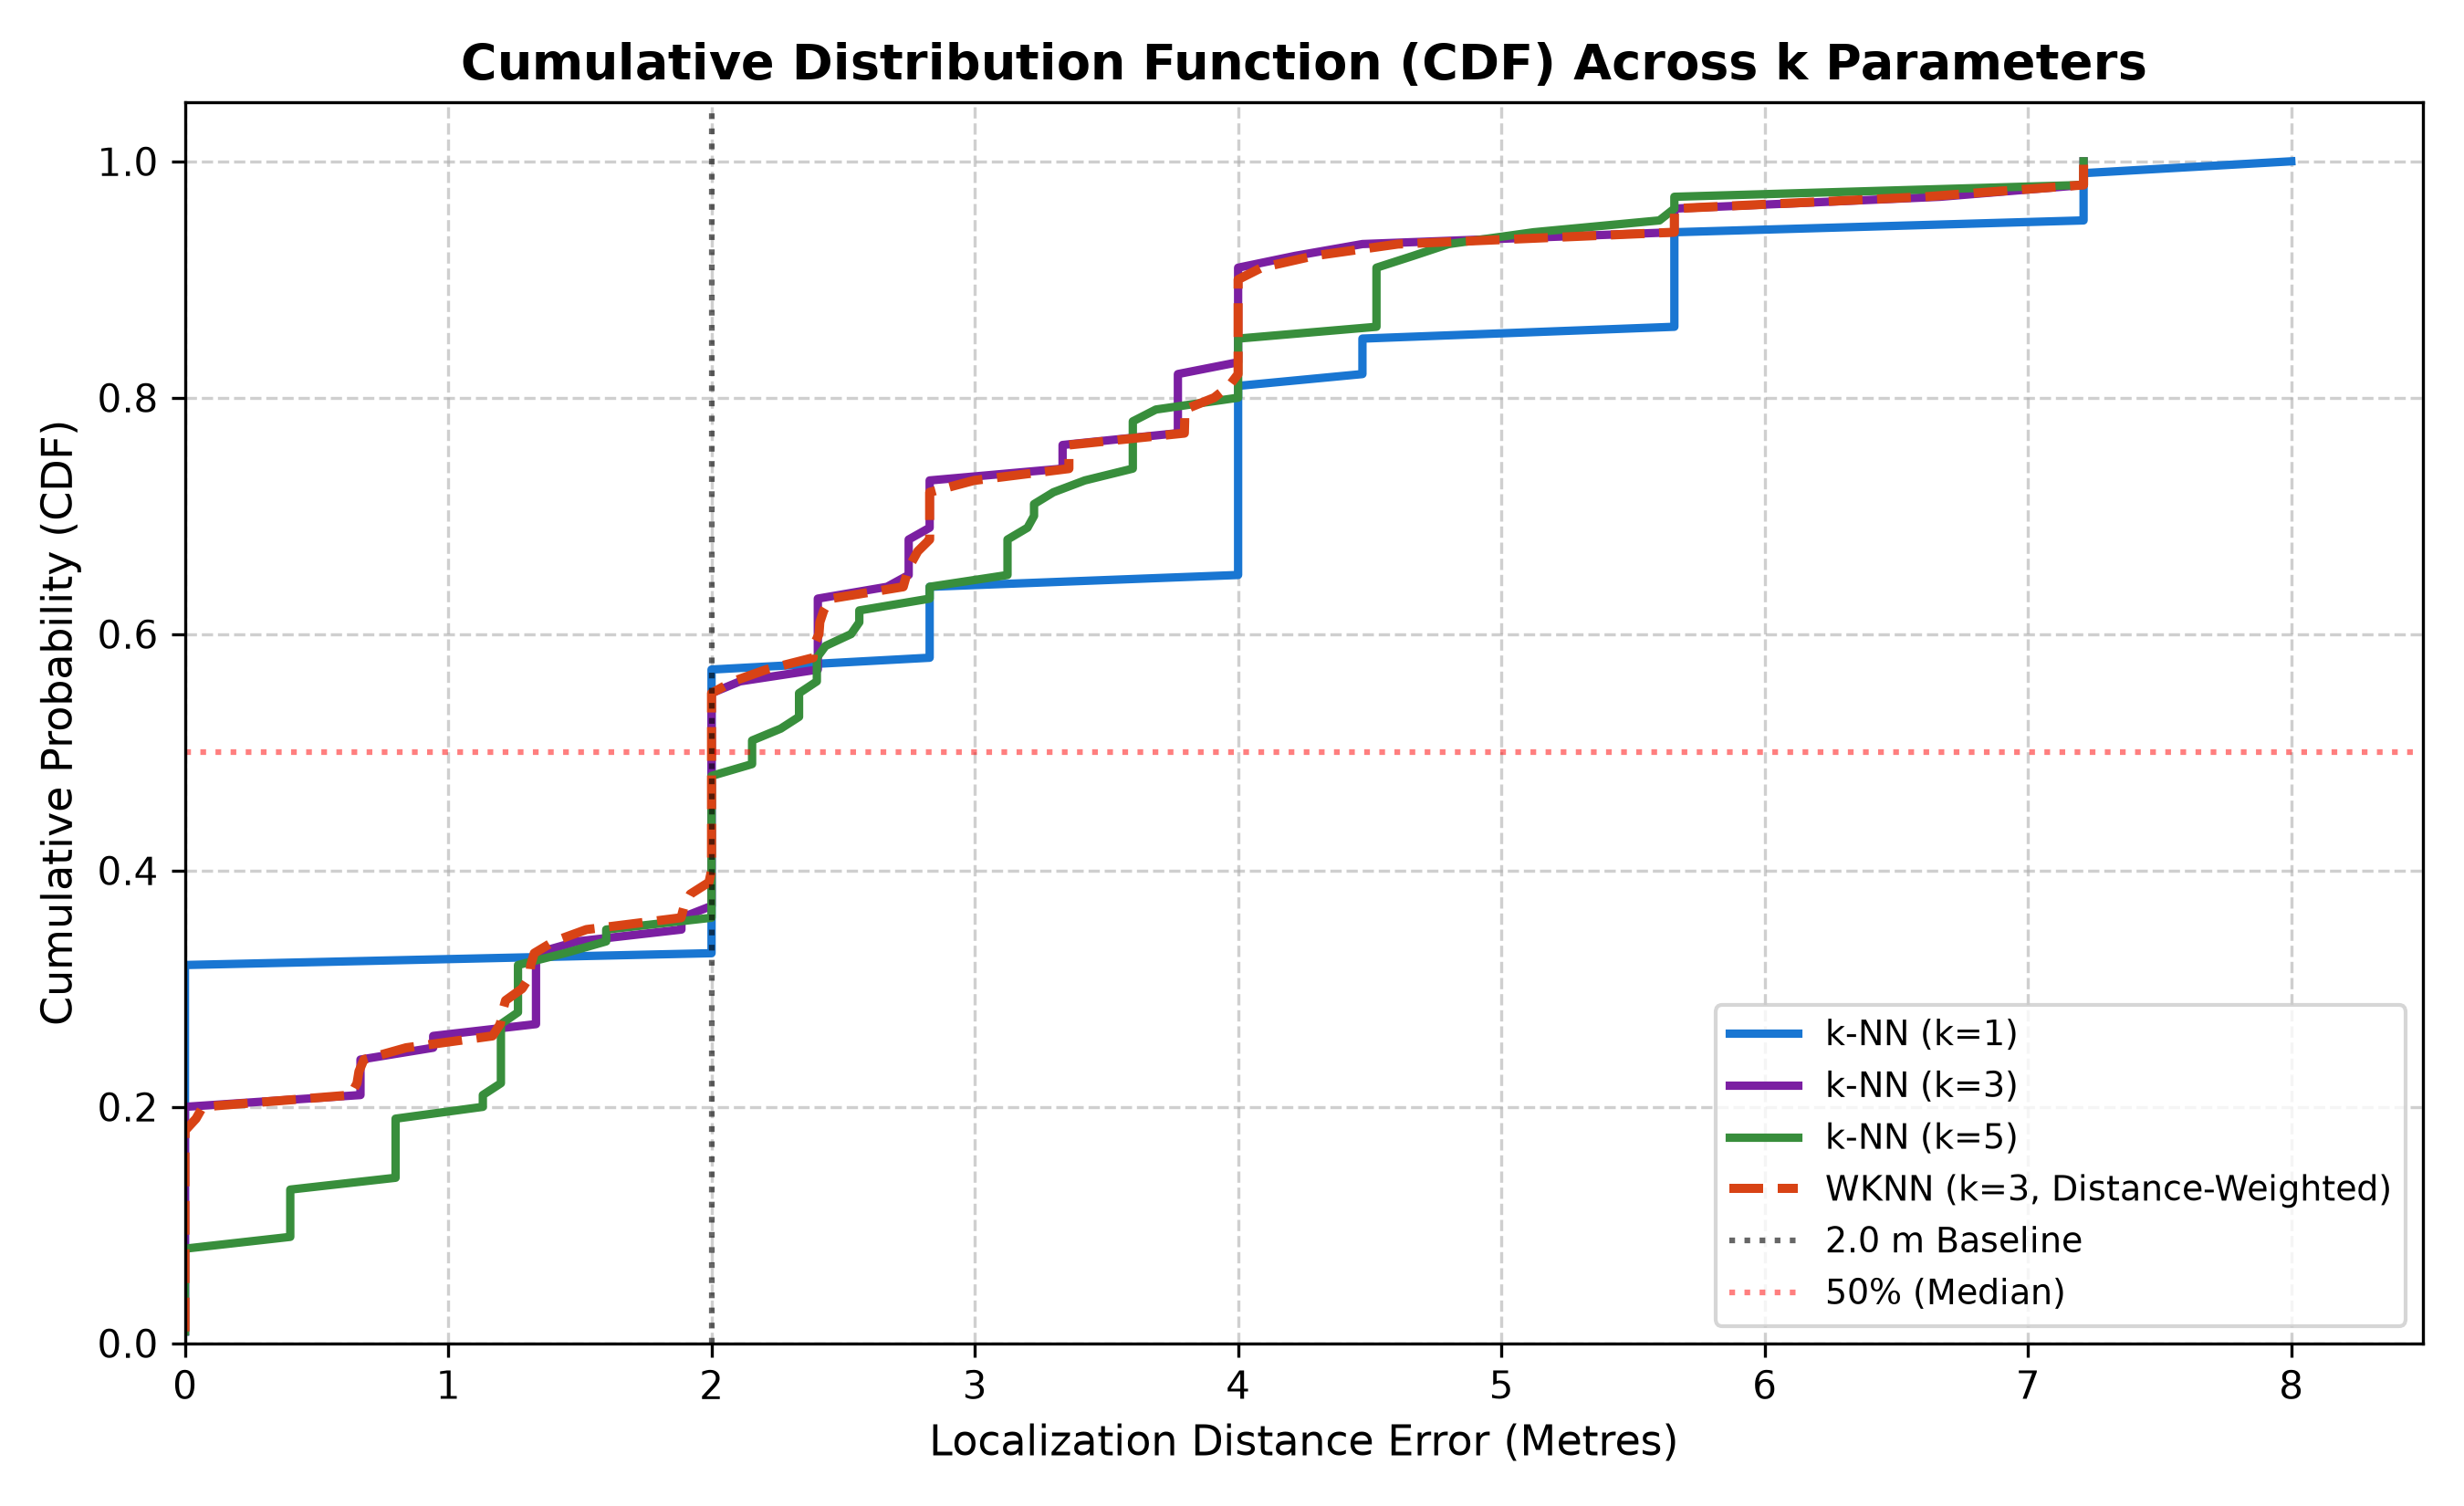 Cumulative Distribution Function (CDF) Across k Parameters
Cumulative Probability (CDF)
1.0
0.8
0.6
0.4
0.2
0.0
k-NN (k=1)
k-NN (k=3)
k-NN (k=5)
WKNN (k=3, Distance-Weighted)
2.0 m Baseline
50% (Median)
0 1 2 3 4 5 6 7 8
Localization Distance Error (Metres)